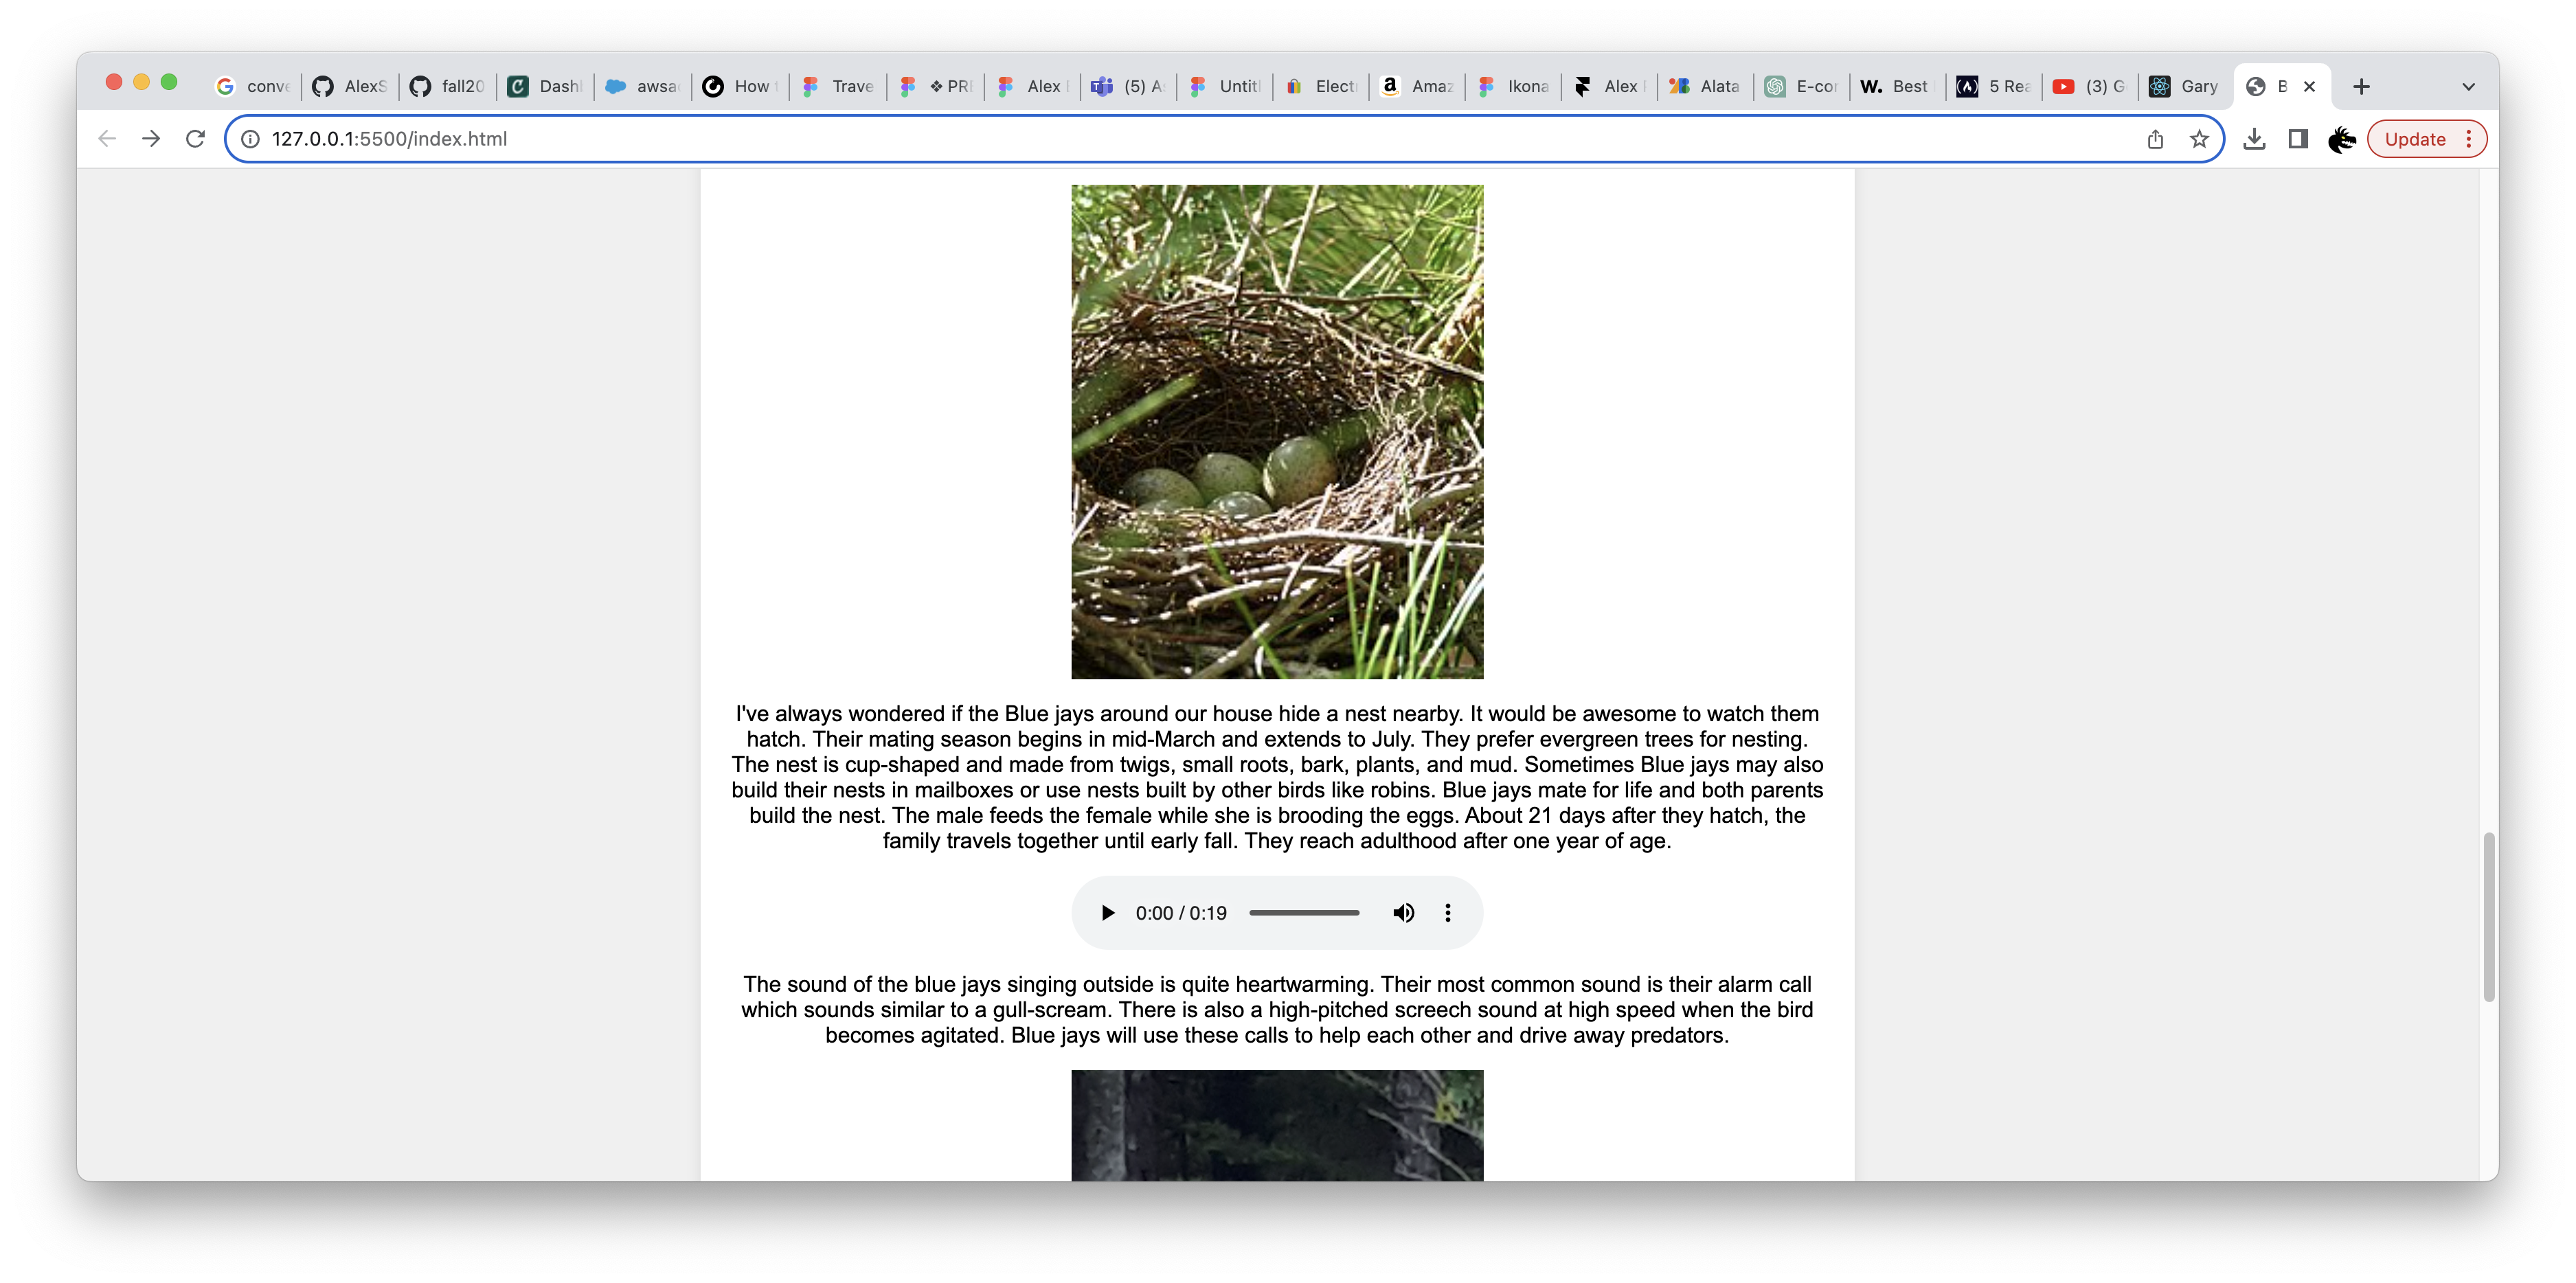 conve
AlexS
fall20
Dashl
awsa
How t
Trave
❖ PRE
Alex
(5) A
Untitl
Elect
Amaz
Ikona
Alex
Alata
E-cor
W. Best
5 Rea
(3) G
Gary
B
127.0.0.1:5500/index.html
Update
I've always wondered if the Blue jays around our house hide a nest nearby. It would be awesome to watch them
hatch. Their mating season begins in mid-March and extends to July. They prefer evergreen trees for nesting.
The nest is cup-shaped and made from twigs, small roots, bark, plants, and mud. Sometimes Blue jays may also
build their nests in mailboxes or use nests built by other birds like robins. Blue jays mate for life and both parents
build the nest. The male feeds the female while she is brooding the eggs. About 21 days after they hatch, the
family travels together until early fall. They reach adulthood after one year of age.
0:00 / 0:19
The sound of the blue jays singing outside is quite heartwarming. Their most common sound is their alarm call
which sounds similar to a gull-scream. There is also a high-pitched screech sound at high speed when the bird
becomes agitated. Blue jays will use these calls to help each other and drive away predators.